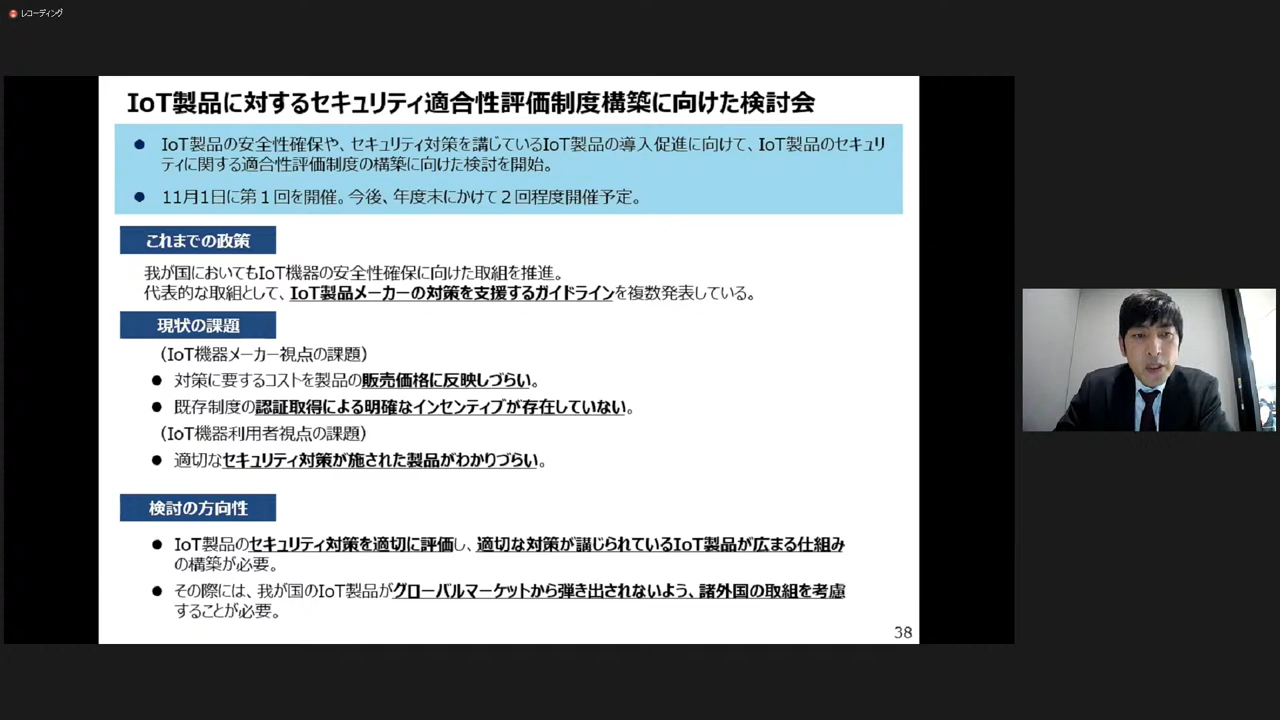 レコーディング
IoT製品に対するセキュリティ適合性評価制度構築に向けた検討会
● IoT製品の安全性確保や、セキュリティ対策を講じているIoT製品の導入促進に向けて、IoT製品のセキュリ
ティに関する適合性評価制度の構築に向けた検討を開始。
● 11月1日に第１回を開催。今後、年度末にかけて２回程度開催予定。
これまでの政策
我が国においてもIoT機器の安全性確保に向けた取組を推進。
代表的な取組として、IoT製品メーカーの対策を支援するガイドラインを複数発表している。
現状の課題
（IoT機器メーカー視点の課題）
● 対策に要するコストを製品の販売価格に反映しづらい。
● 既存制度の認証取得による明確なインセンティブが存在していない。
（IoT機器利用者視点の課題）
● 適切なセキュリティ対策が施された製品がわかりづらい。
検討の方向性
● IoT製品のセキュリティ対策を適切に評価し、適切な対策が講じられているIoT製品が広まる仕組み
の構築が必要。
● その際には、我が国のIoT製品がグローバルマーケットから弾き出されないよう、諸外国の取組を考慮
することが必要。
38